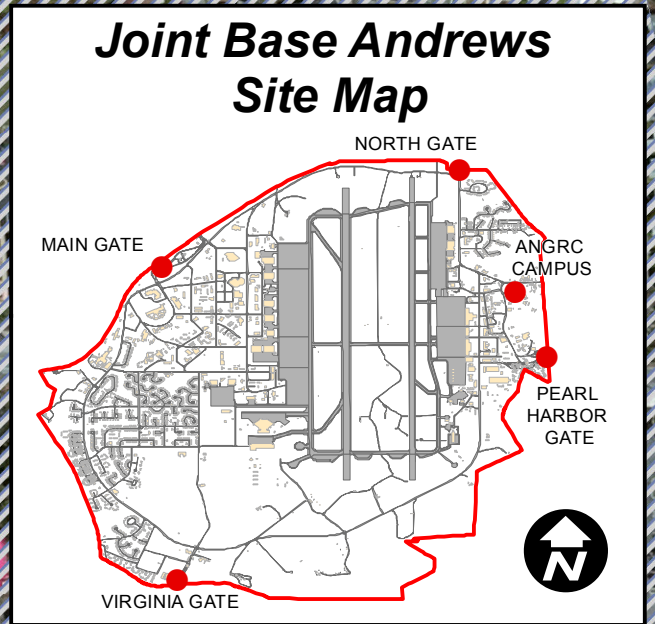 Joint Base Andrews
Site Map
NORTH GATE
MAIN GATE
ANGRC
CAMPUS
PEARL
HARBOR
GATE
N
VIRGINIA GATE